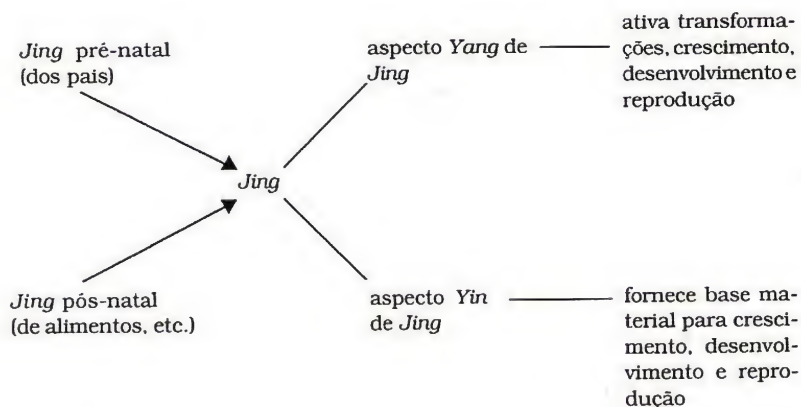 Jing pré-natal
(dos pais)
aspecto Yang de
Jing
ativa transforma-
ções, crescimento,
desenvolvimento e
reprodução
Jing
Jing pós-natal
(de alimentos, etc.)
aspecto Yin
de Jing
fornece base ma-
terial para cresci-
mento, desenvol-
vimento e repro-
dução